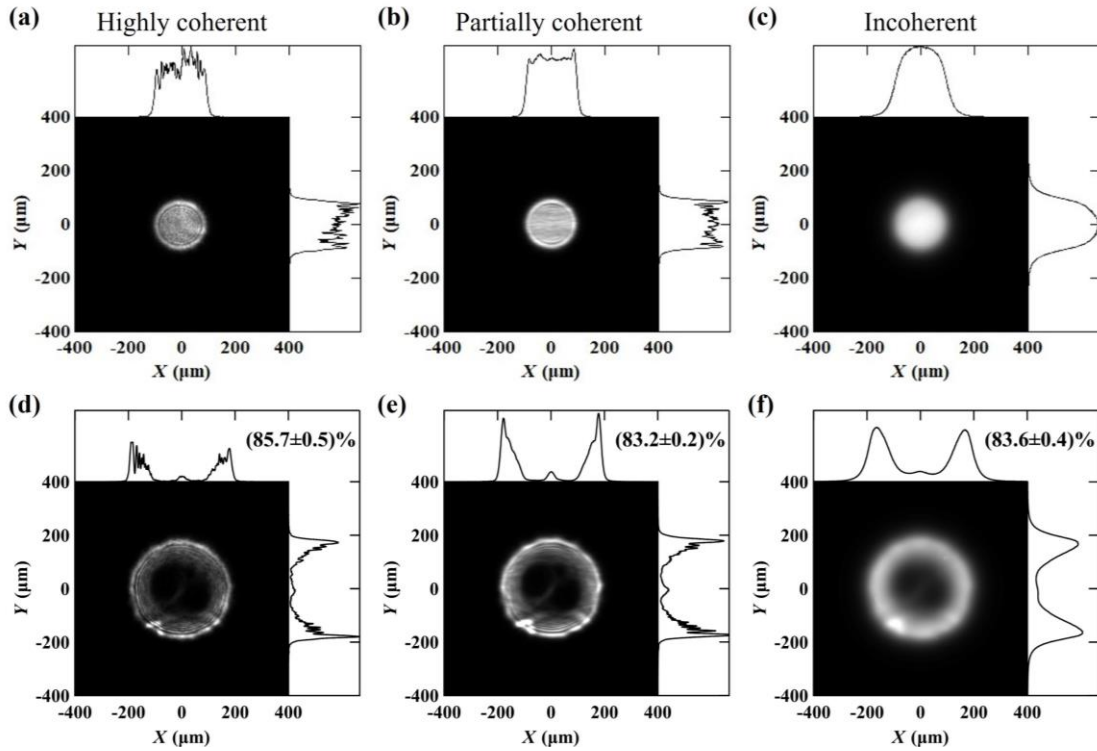 (a) Highly coherent
(b) Partially coherent
(c) Incoherent
400 400 400
200 200 200
Y (μm) 0 Y (μm) 0 Y (μm) 0
-200 -200 -200
-400 -400 -400
-400 -200 0 200 400 -400 -200 0 200 400 -400 -200 0 200 400
X (μm) X (μm) X (μm)
(d) (85.7±0.5)%
(e) (83.2±0.2)%
(f) (83.6±0.4)%
400 400 400
200 200 200
Y (μm) 0 Y (μm) 0 Y (μm) 0
-200 -200 -200
-400 -400 -400
-400 -200 0 200 400 -400 -200 0 200 400 -400 -200 0 200 400
X (μm) X (μm) X (μm)